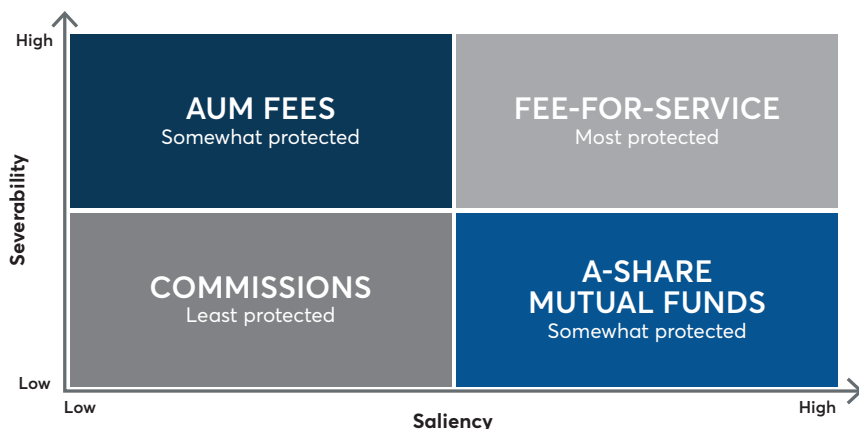 High
AUM FEES
Somewhat protected
FEE-FOR-SERVICE
Most protected
Severability
COMMISSIONS
Least protected
A-SHARE
MUTUAL FUNDS
Somewhat protected
Low
Low
High
Saliency